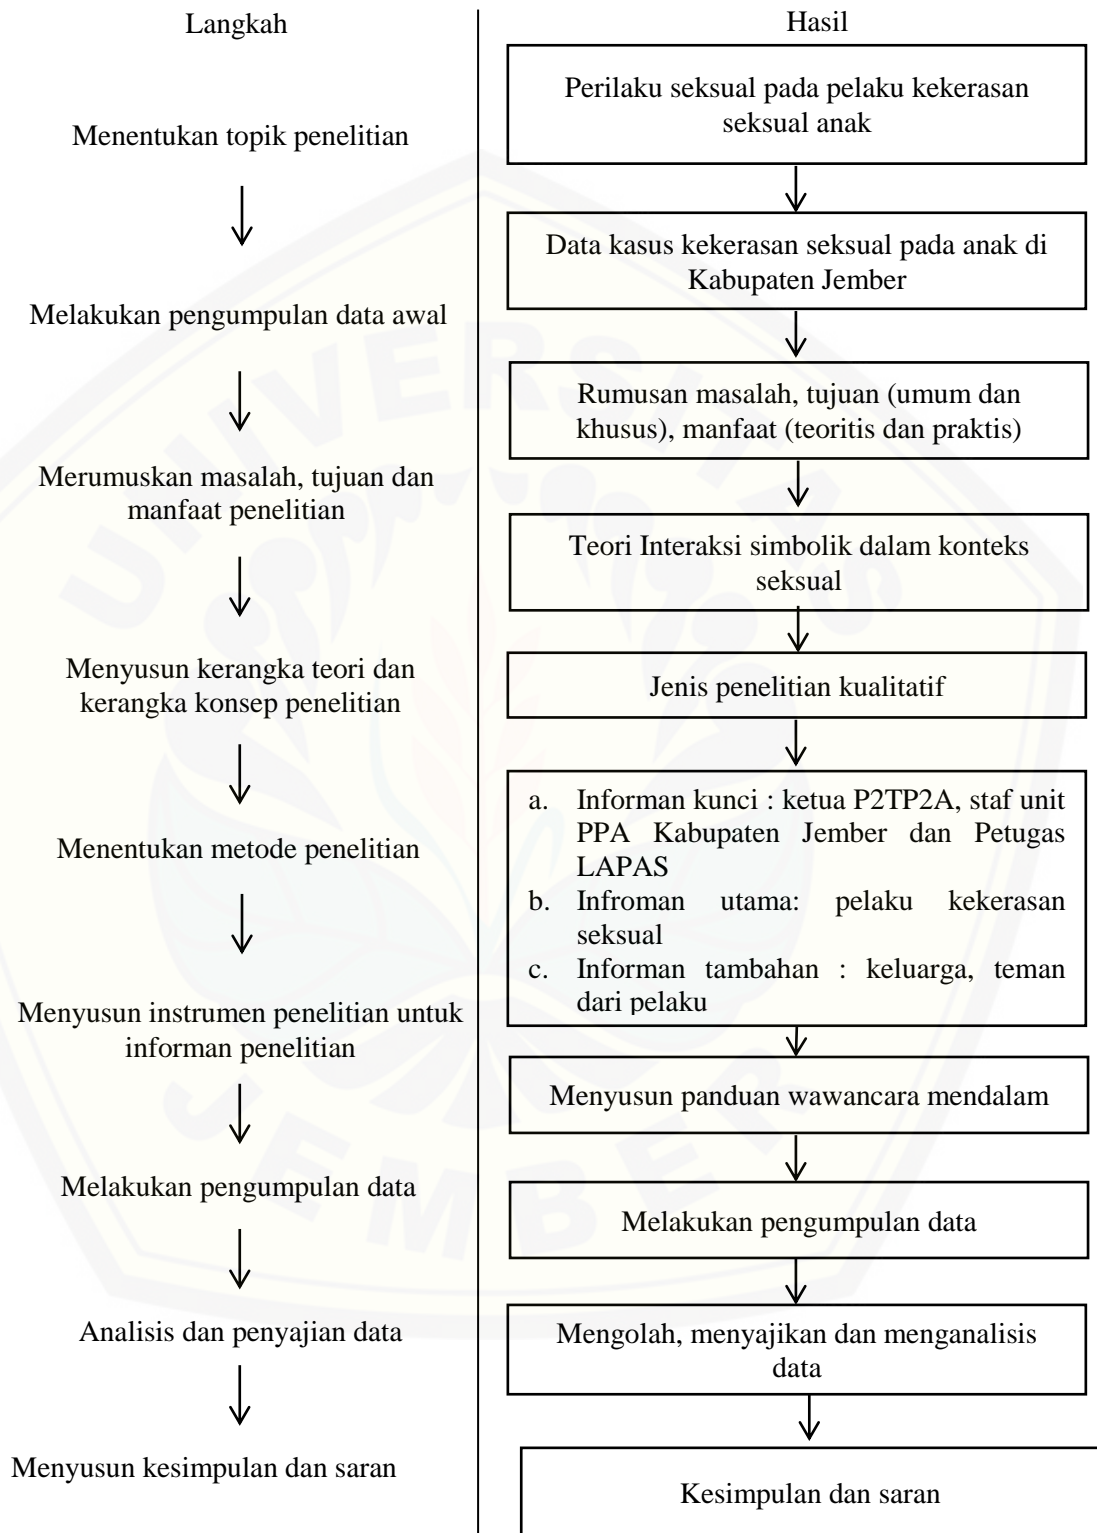 Langkah
Menentukan topik penelitian
Melakukan pengumpulan data awal
Merumuskan masalah, tujuan dan
manfaat penelitian
Menyusun kerangka teori dan
kerangka konsep penelitian
Menentukan metode penelitian
Menyusun instrumen penelitian untuk
informan penelitian
Melakukan pengumpulan data
Analisis dan penyajian data
Menyusun kesimpulan dan saran
Hasil
Perilaku seksual pada pelaku kekerasan
seksual anak
Data kasus kekerasan seksual pada anak di
Kabupaten Jember
Rumusan masalah, tujuan (umum dan
khusus), manfaat (teoritis dan praktis)
Teori Interaksi simbolik dalam konteks
seksual
Jenis penelitian kualitatif
a. Informan kunci : ketua P2TP2A, staf unit
PPA Kabupaten Jember dan Petugas
LAPAS
b. Infroman utama: pelaku kekerasan
seksual
c. Informan tambahan : keluarga, teman
dari pelaku
Menyusun panduan wawancara mendalam
Melakukan pengumpulan data
Mengolah, menyajikan dan menganalisis
data
Kesimpulan dan saran
UNIVERSITAS
JEMBER